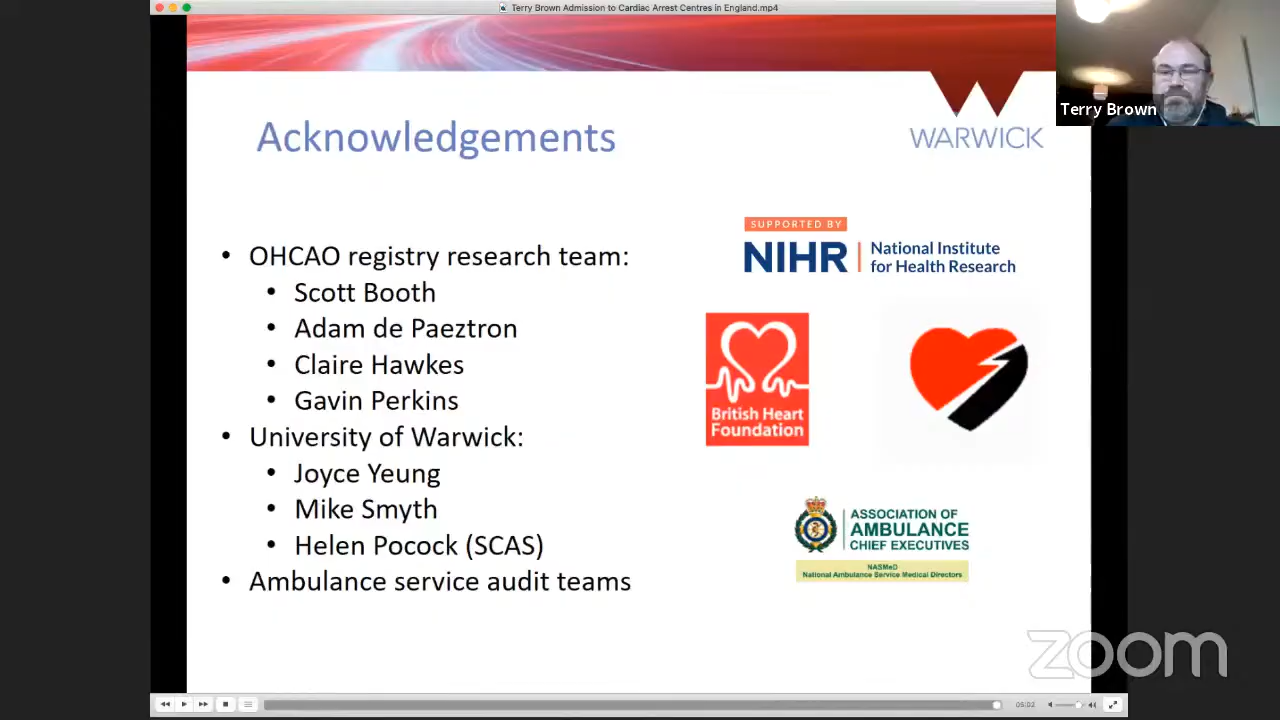 Terry Brown Admission to Cardiac Arrest Centres in England.mp4
Terry Brown
WARWICK
Acknowledgements
• OHCAO registry research team:
• Scott Booth
• Adam de Paeztron
• Claire Hawkes
• Gavin Perkins
• University of Warwick:
• Joyce Yeung
• Mike Smyth
• Helen Pocock (SCAS)
• Ambulance service audit teams
SUPPORTED BY
NIHR | National Institute
for Health Research
British Heart
Foundation
ASSOCIATION OF
AMBULANCE
CHIEF EXECUTIVES
NASMeD
National Ambulance Service Medical Directors
zoom
05:02